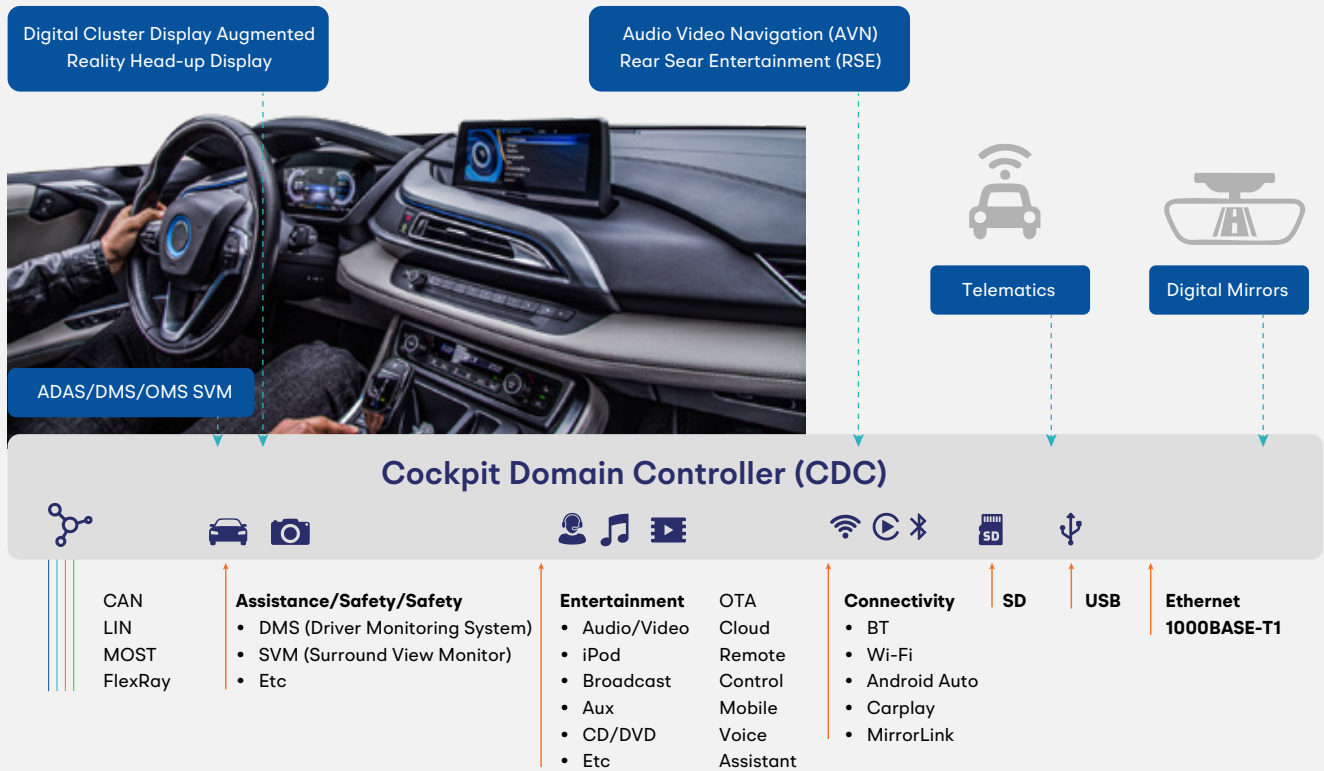 Digital Cluster Display Augmented
Reality Head-up Display
Audio Video Navigation (AVN)
Rear Sear Entertainment (RSE)
Telematics
Digital Mirrors
ADAS/DMS/OMS SVM
Cockpit Domain Controller (CDC)
SD
CAN
LIN
MOST
FlexRay
Assistance/Safety/Safety
• DMS (Driver Monitoring System)
• SVM (Surround View Monitor)
• Etc
Entertainment
• Audio/Video
• iPod
• Broadcast
• Aux
• CD/DVD
• Etc
OTA
Cloud
Remote
Control
Mobile
Voice
Assistant
Connectivity
• BT
• Wi-Fi
• Android Auto
• Carplay
• MirrorLink
SD
USB
Ethernet
1000BASE-T1